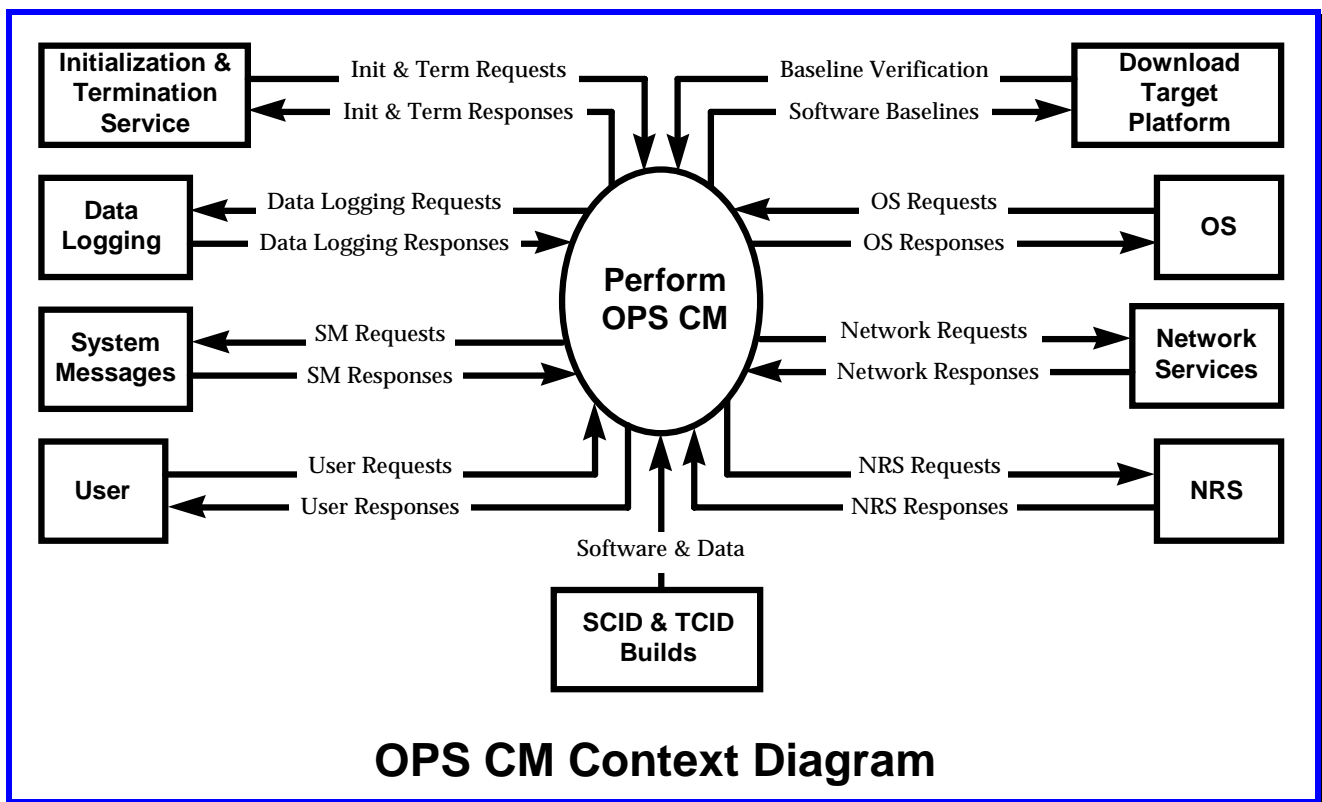 Initialization &
Termination
Service
Init & Term Requests
Init & Term Responses
Baseline Verification
Software Baselines
Download
Target
Platform
Data
Logging
Data Logging Requests
Data Logging Responses
OS Requests
OS Responses
OS
Perform
OPS CM
System
Messages
SM Requests
SM Responses
Network Requests
Network Responses
Network
Services
User
User Requests
User Responses
NRS Requests
NRS Responses
NRS
Software & Data
SCID & TCID
Builds
OPS CM Context Diagram